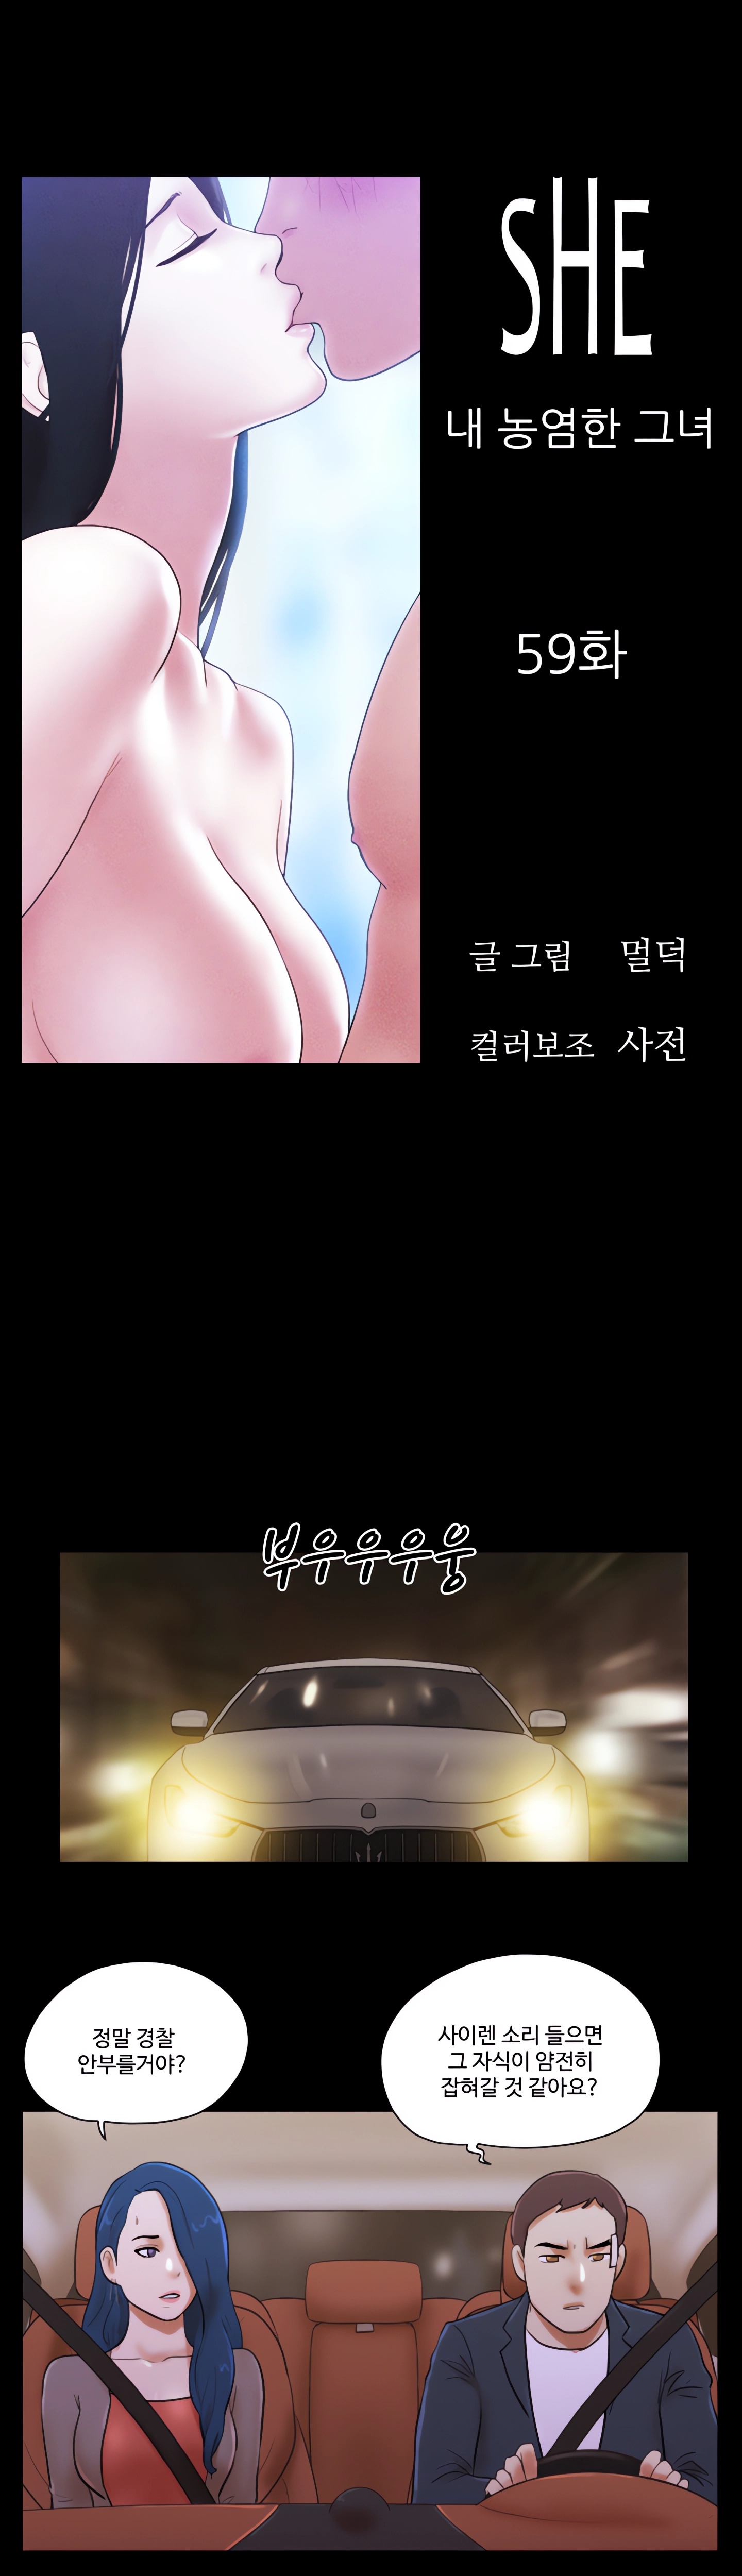 SHE
내 농염한 그녀
59화
글 그림 멀덕
컬러보조 사전
부우우우웅
정말 경찰
안부를거야?
사이렌 소리 들으면
그 자식이 얌전히
잡혀갈 것 같아요?